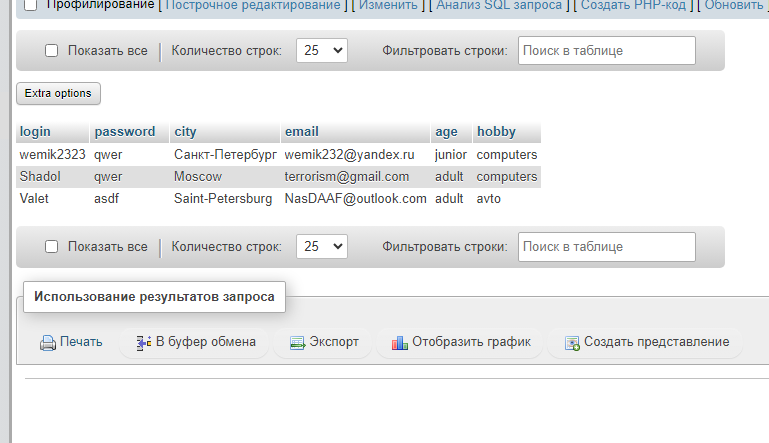 Профилирование [ Построчное редактирование ] [ Изменить ] [ Анализ SQL запроса ] [ Создать PHP-код ] [ Обновить ]
Показать все | Количество строк: 25 Фильтровать строки: Поиск в таблице
Extra options
login password city email age hobby
wemik2323 qwer Санкт-Петербург wemik232@yandex.ru junior computers
Shadol qwer Moscow terrorism@gmail.com adult computers
Valet asdf Saint-Petersburg NasDAAF@outlook.com adult avto
Показать все | Количество строк: 25 Фильтровать строки: Поиск в таблице
Использование результатов запроса
Печать В буфер обмена Экспорт Отобразить график Создать представление